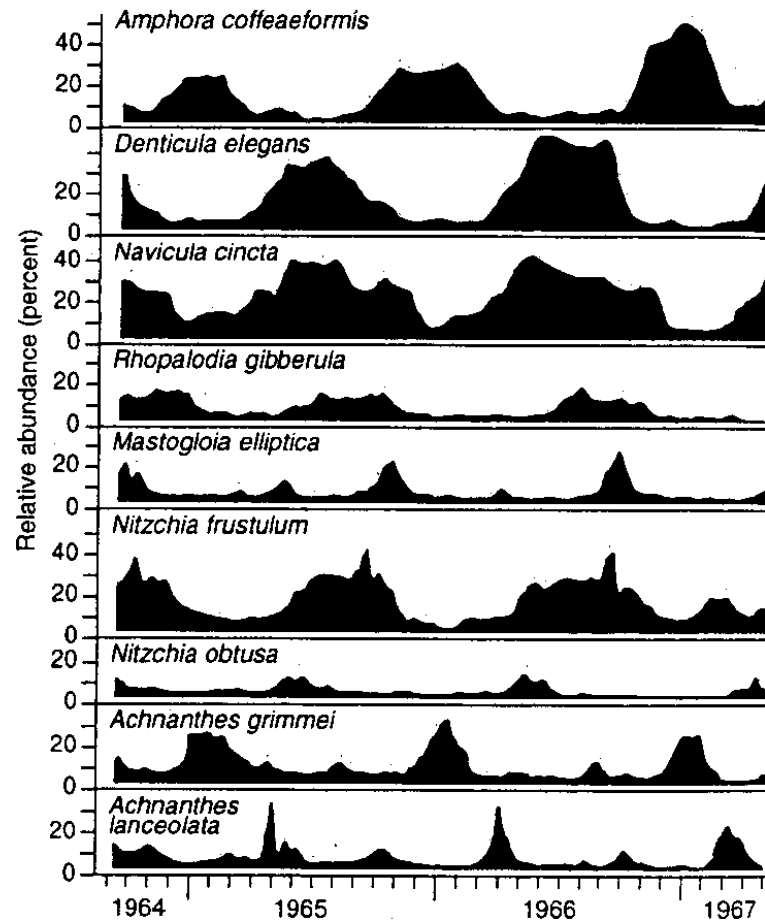 Relative abundance (percent)
Amphora coffeaeformis
40
20
0
Denticula elegans
20
0
Navicula cincta
40
20
0
Rhopalodia gibberula
20
0
Mastogloia elliptica
20
0
Nitzchia frustulum
40
20
0
Nitzchia obtusa
20
0
Achnanthes grimmei
20
0
Achnanthes
lanceolata
20
0
1964 1965 1966 1967